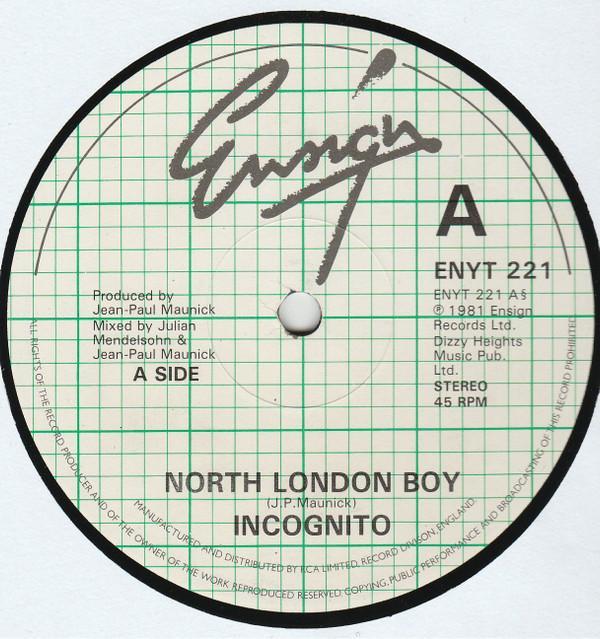 Ensign
A
ENYT 221
ENYT 221 A§
℗ 1981 Ensign
Records Ltd.
Dizzy Heights
Music Pub.
Ltd.
STEREO
45 RPM
Produced by
Jean-Paul Maunick
Mixed by Julian
Mendelsohn &
Jean-Paul Maunick
A SIDE
NORTH LONDON BOY
(J.P.Maunick)
INCOGNITO
MANUFACTURED AND DISTRIBUTED BY RCA LIMITED, RECORD DIVISON, ENGLAND.
ALL RIGHTS OF THE RECORD PRODUCER AND OF THE OWNER OF THE WORK REPRODUCED RESERVED COPYING, PUBLIC PERFORMANCE AND BROADCASTING OF THIS RECORD PROHIBITED